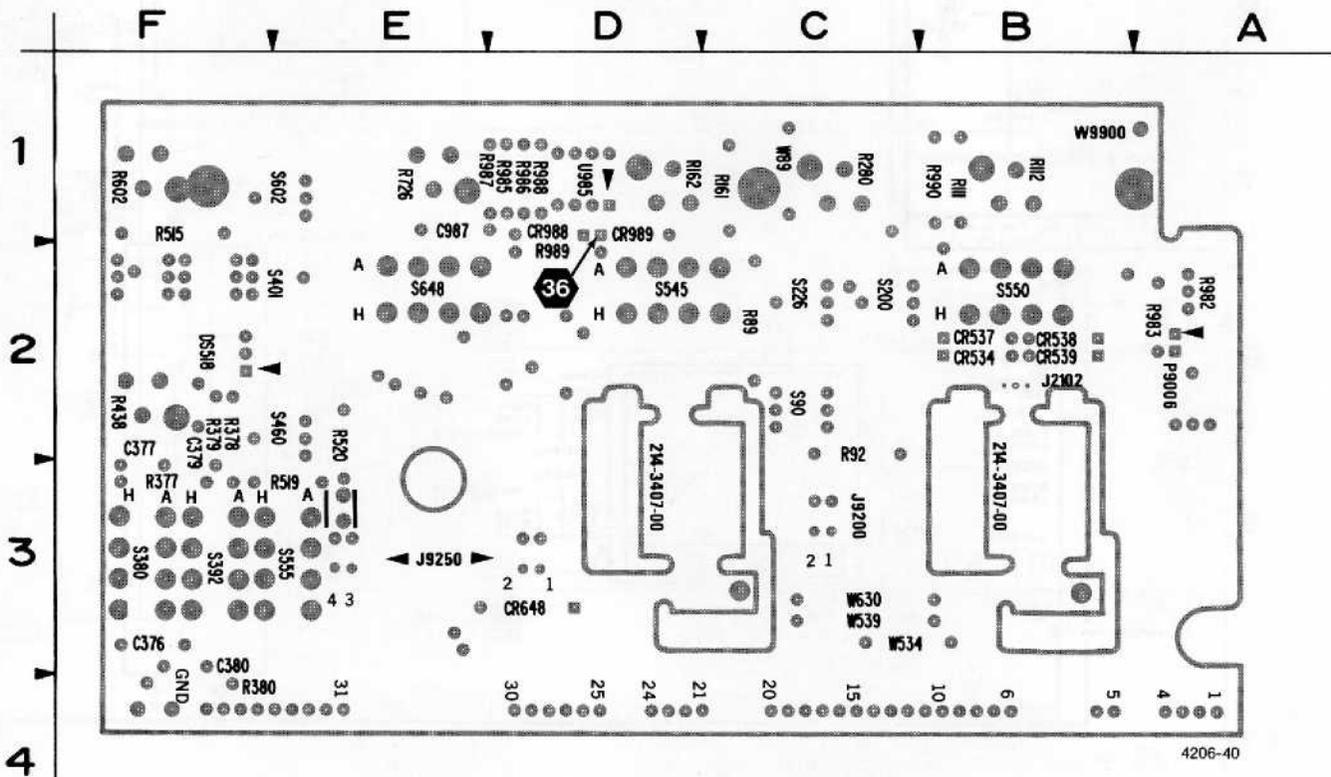 F E D C B A
1
W9900
R602
S602
R726
R987
R985
R986
R988
U985
R162
R161
W89
R280
R990
R111
R112
R515
C987
CR988
CR989
R989
S401
A
S648
H
36
A
S545
H
R89
S226
S200
A
S550
H
R982
R983
2
DS518
CR537
CR538
CR534
CR539
J2102
P9006
R438
C377
C379
R379
R378
S460
R520
S90
R92
214-3407-00
214-3407-00
R377
R519
H A H A H A
3
S380
S392
S555
4 3
J9250
2 1
CR648
J9200
2 1
W630
W539
W534
C376
C380
GND
R380
31
30
25
24
21
20
15
10
6
5
4
1
4
4206-40